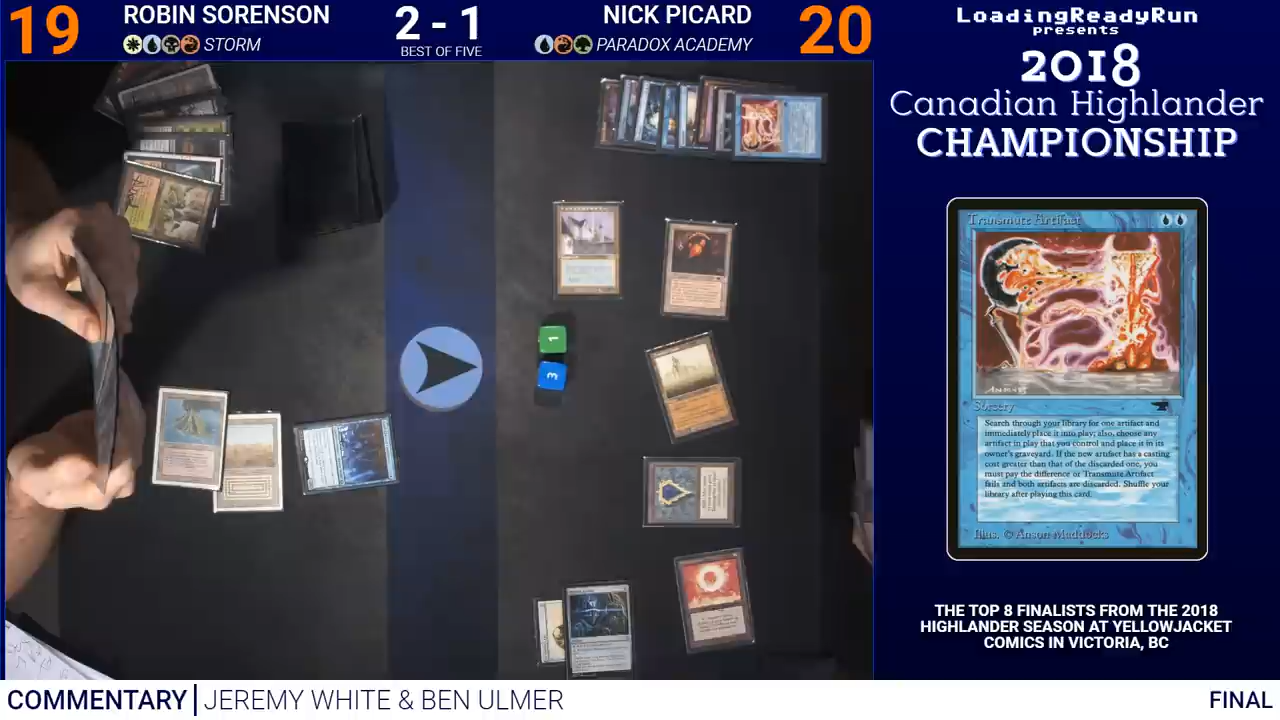 19
ROBIN SORENSON
STORM
2 - 1
BEST OF FIVE
NICK PICARD
PARADOX ACADEMY
20
LoadingReadyRun
presents
2018
Canadian Highlander
CHAMPIONSHIP
1
3
Transmute Artifact
Sorcery
Search through your library for one artifact and
immediately place it into play; also, choose any
artifact in play that you control and place it in its
owner's graveyard. If the new artifact has a casting
cost greater than that of the discarded one, you
must pay the difference or Transmute Artifact
fails and both artifacts are discarded. Shuffle your
library after playing this card.
Illus. © Anson Maddocks
THE TOP 8 FINALISTS FROM THE 2018
HIGHLANDER SEASON AT YELLOWJACKET
COMICS IN VICTORIA, BC
COMMENTARY | JEREMY WHITE & BEN ULMER
FINAL